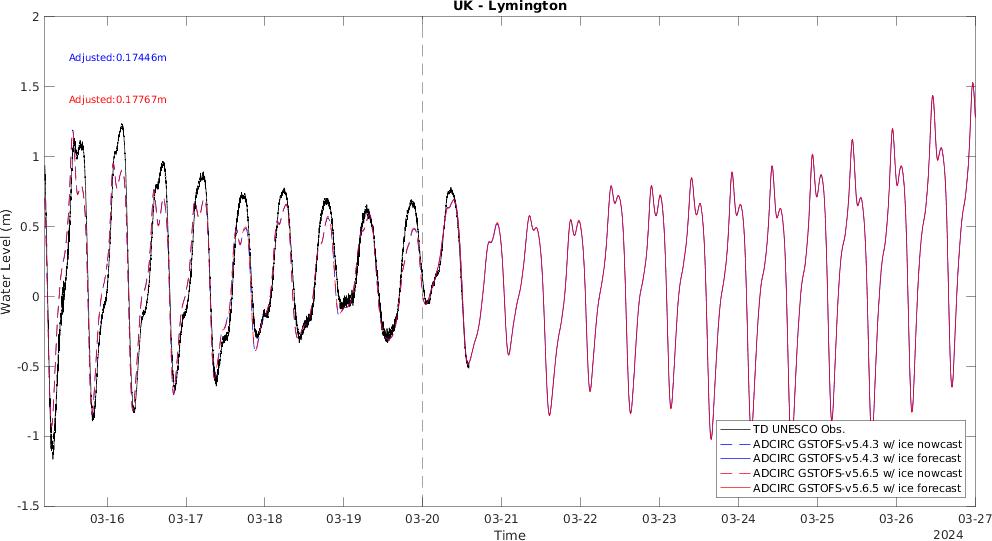 UK - Lymington
Adjusted:0.17446m
Adjusted:0.17767m
Water Level (m)
2
1.5
1
0.5
0
-0.5
-1
-1.5
TD UNESCO Obs.
ADCIRC GSTOFS-v5.4.3 w/ ice nowcast
ADCIRC GSTOFS-v5.4.3 w/ ice forecast
ADCIRC GSTOFS-v5.6.5 w/ ice nowcast
ADCIRC GSTOFS-v5.6.5 w/ ice forecast
03-16 03-17 03-18 03-19 03-20 03-21 03-22 03-23 03-24 03-25 03-26 03-27
Time
2024